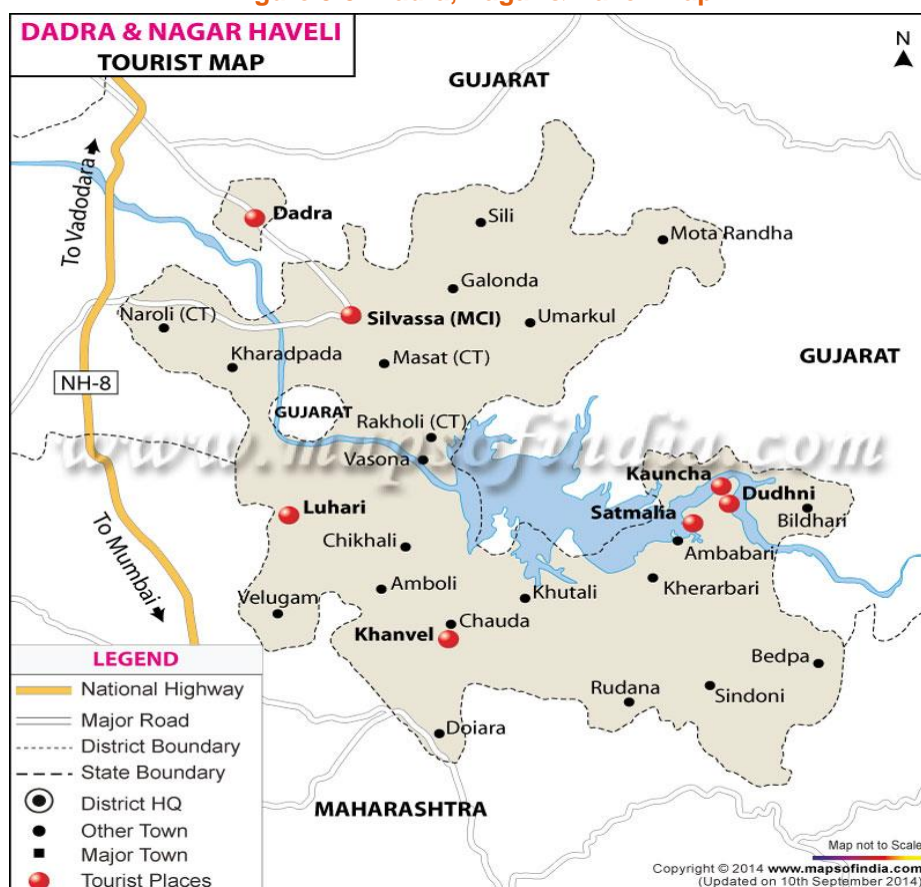 DADRA & NAGAR HAVELI
TOURIST MAP
N
GUJARAT
To Vadodara
Dadra
Sili
Mota Randha
Galonda
Naroli (CT)
Silvassa (MCI)
Umarkul
Kharadpada
Masat (CT)
GUJARAT
NH-8
GUJARAT
Rakholi (CT)
www.mapsofindia.com
Vasona
Kauncha
Dudhni
Luhari
Satmalia
Bildhari
To Mumbai
Chikhali
Ambabari
Amboli
Kherarbari
Velugam
Khutali
Chauda
Khanvel
Bedpa
Rudana
Sindoni
Doiara
MAHARASHTRA
LEGEND
National Highway
Major Road
District Boundary
State Boundary
District HQ
Other Town
Major Town
Tourist Places
Map not to Scale
Copyright © 2014 www.mapsofindia.com
(Updated on 10th September 2014)